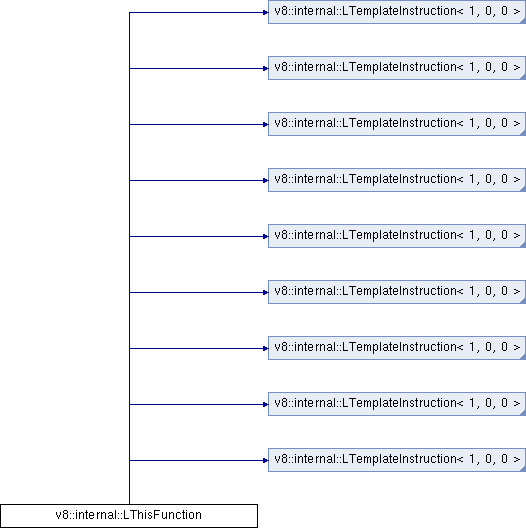 v8::internal::LTemplateInstruction< 1, 0, 0 >
v8::internal::LTemplateInstruction< 1, 0, 0 >
v8::internal::LTemplateInstruction< 1, 0, 0 >
v8::internal::LTemplateInstruction< 1, 0, 0 >
v8::internal::LTemplateInstruction< 1, 0, 0 >
v8::internal::LTemplateInstruction< 1, 0, 0 >
v8::internal::LTemplateInstruction< 1, 0, 0 >
v8::internal::LTemplateInstruction< 1, 0, 0 >
v8::internal::LTemplateInstruction< 1, 0, 0 >
v8::internal::LThisFunction